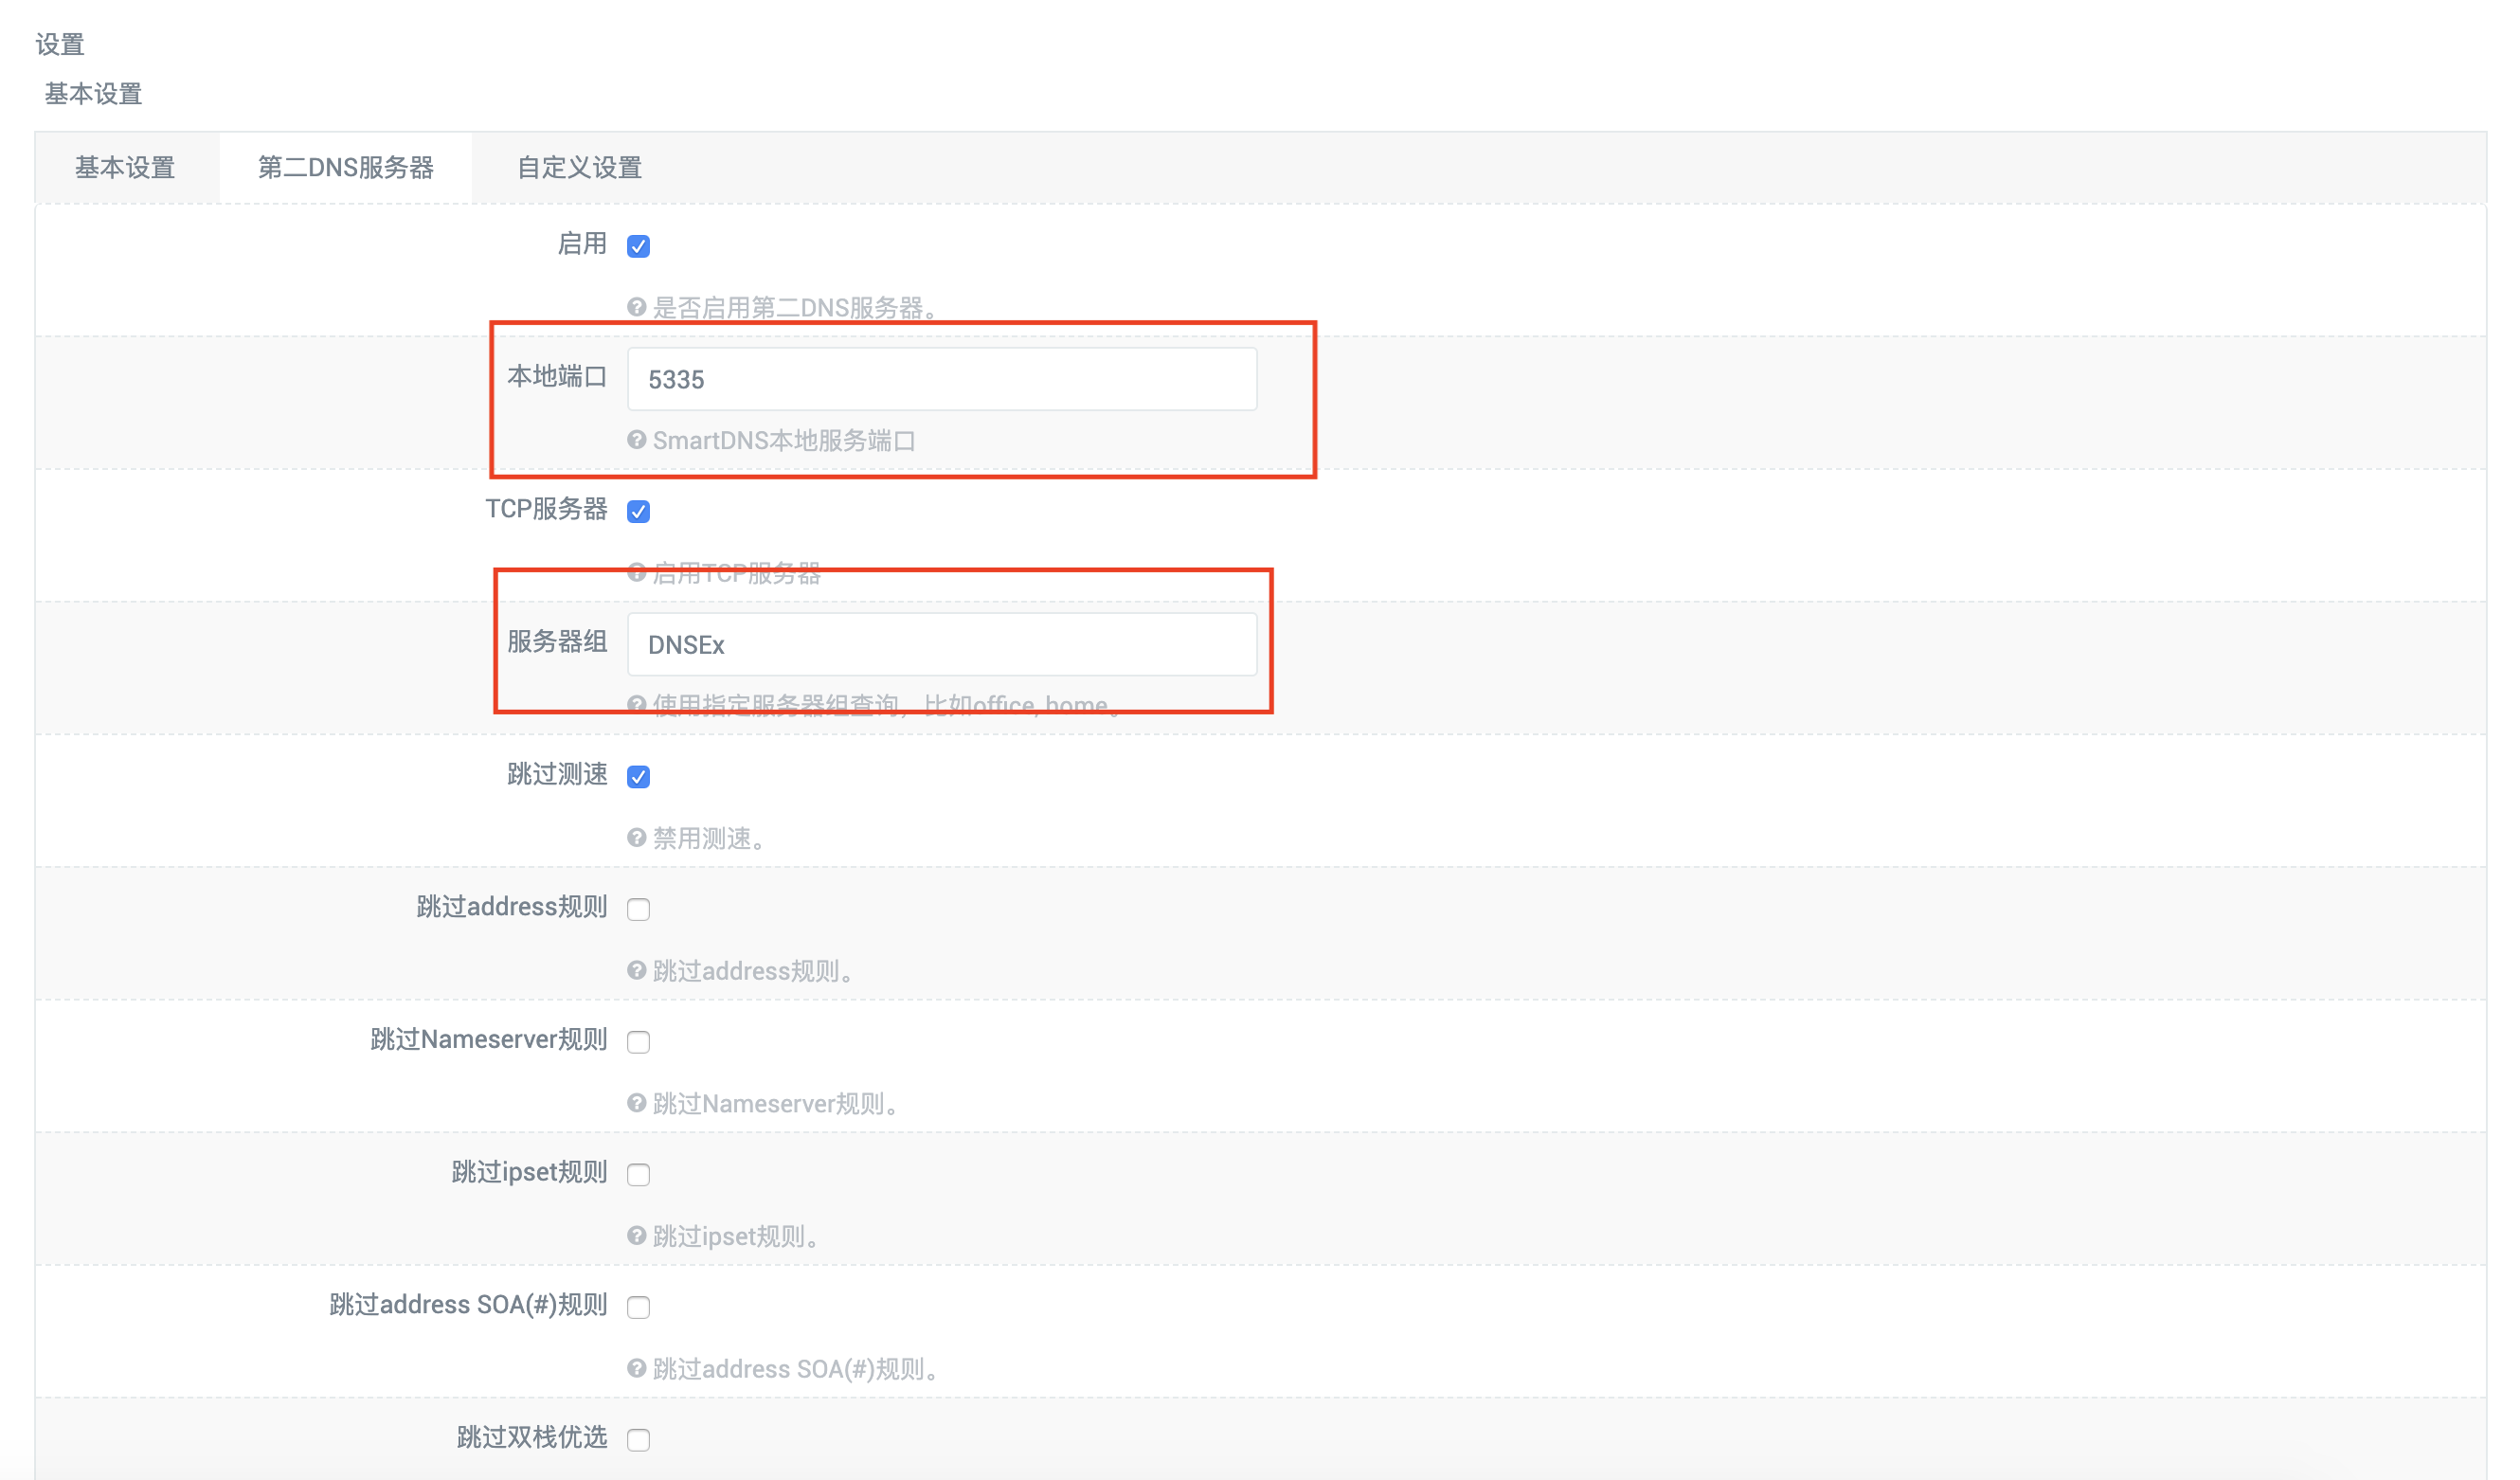 设置
基本设置
基本设置 第二DNS服务器 自定义设置
启用
是否启用第二DNS服务器。
本地端口 5335
SmartDNS本地服务端口
TCP服务器
启用TCP服务器
服务器组 DNSEx
使用指定服务器组查询，比如office, home。
跳过测速
禁用测速。
跳过address规则
跳过address规则。
跳过Nameserver规则
跳过Nameserver规则。
跳过ipset规则
跳过ipset规则。
跳过address SOA(#)规则
跳过address SOA(#)规则。
跳过双栈优选